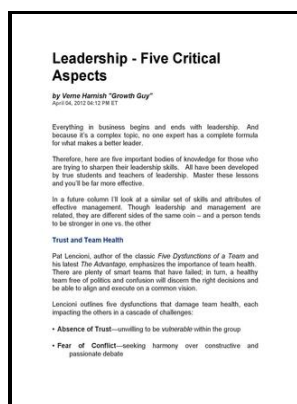 Leadership - Five Critical
Aspects
by Verne Harnish "Growth Guy"
April 04, 2012 04:12 PM ET
Everything in business begins and ends with leadership. And
because it's a complex topic, no one expert has a complete formula
for what makes a better leader.
Therefore, here are five important bodies of knowledge for those who
are trying to sharpen their leadership skills. All have been developed
by true students and teachers of leadership. Master these lessons
and you'll be far more effective.
In a future column I'll look at a similar set of skills and attributes of
effective management. Though leadership and management are
related, they are different sides of the same coin – and a person tends
to be stronger in one vs. the other
Trust and Team Health
Pat Lencioni, author of the classic Five Dysfunctions of a Team and
his latest The Advantage, emphasizes the importance of team health.
There are plenty of smart teams that have failed; in turn, a healthy
team free of politics and confusion will discern the right decisions and
be able to align and execute on a common vision.
Lencioni outlines five dysfunctions that damage team health, each
impacting the others in a cascade of challenges:
• Absence of Trust—unwilling to be vulnerable within the group
• Fear of Conflict—seeking harmony over constructive and
passionate debate